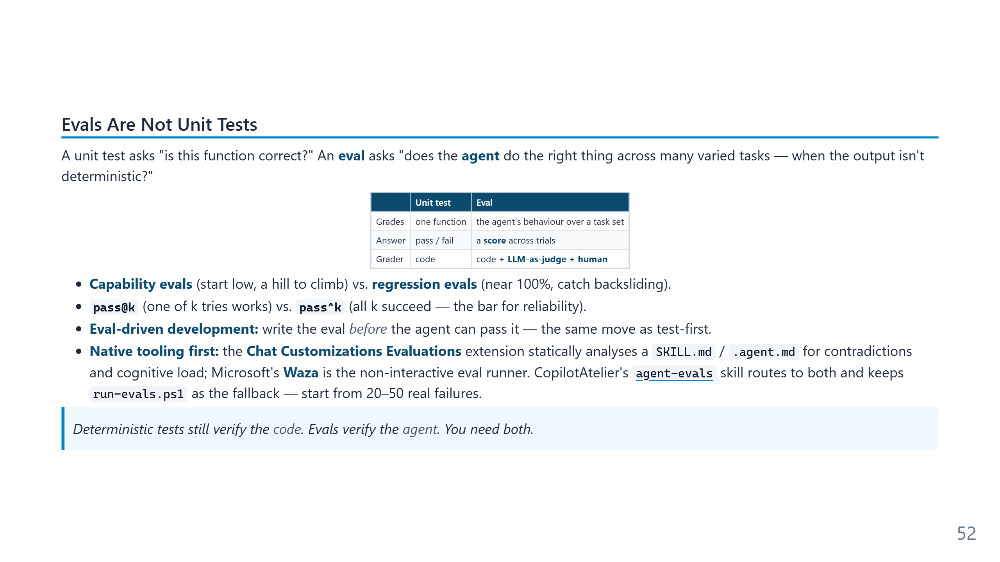 Evals Are Not Unit Tests
A unit test asks "is this function correct?" An eval asks "does the agent do the right thing across many varied tasks — when the output isn't
deterministic?"
Unit test Eval
Grades one function the agent's behaviour over a task set
Answer pass / fail a score across trials
Grader code code + LLM-as-judge + human
• Capability evals (start low, a hill to climb) vs. regression evals (near 100%, catch backsliding).
• pass@k (one of k tries works) vs. pass^k (all k succeed — the bar for reliability).
• Eval-driven development: write the eval before the agent can pass it — the same move as test-first.
• Native tooling first: the Chat Customizations Evaluations extension statically analyses a SKILL.md / .agent.md for contradictions
and cognitive load; Microsoft's Waza is the non-interactive eval runner. CopilotAtelier's agent-evals skill routes to both and keeps
run-evals.ps1 as the fallback — start from 20–50 real failures.
Deterministic tests still verify the code. Evals verify the agent. You need both.
52